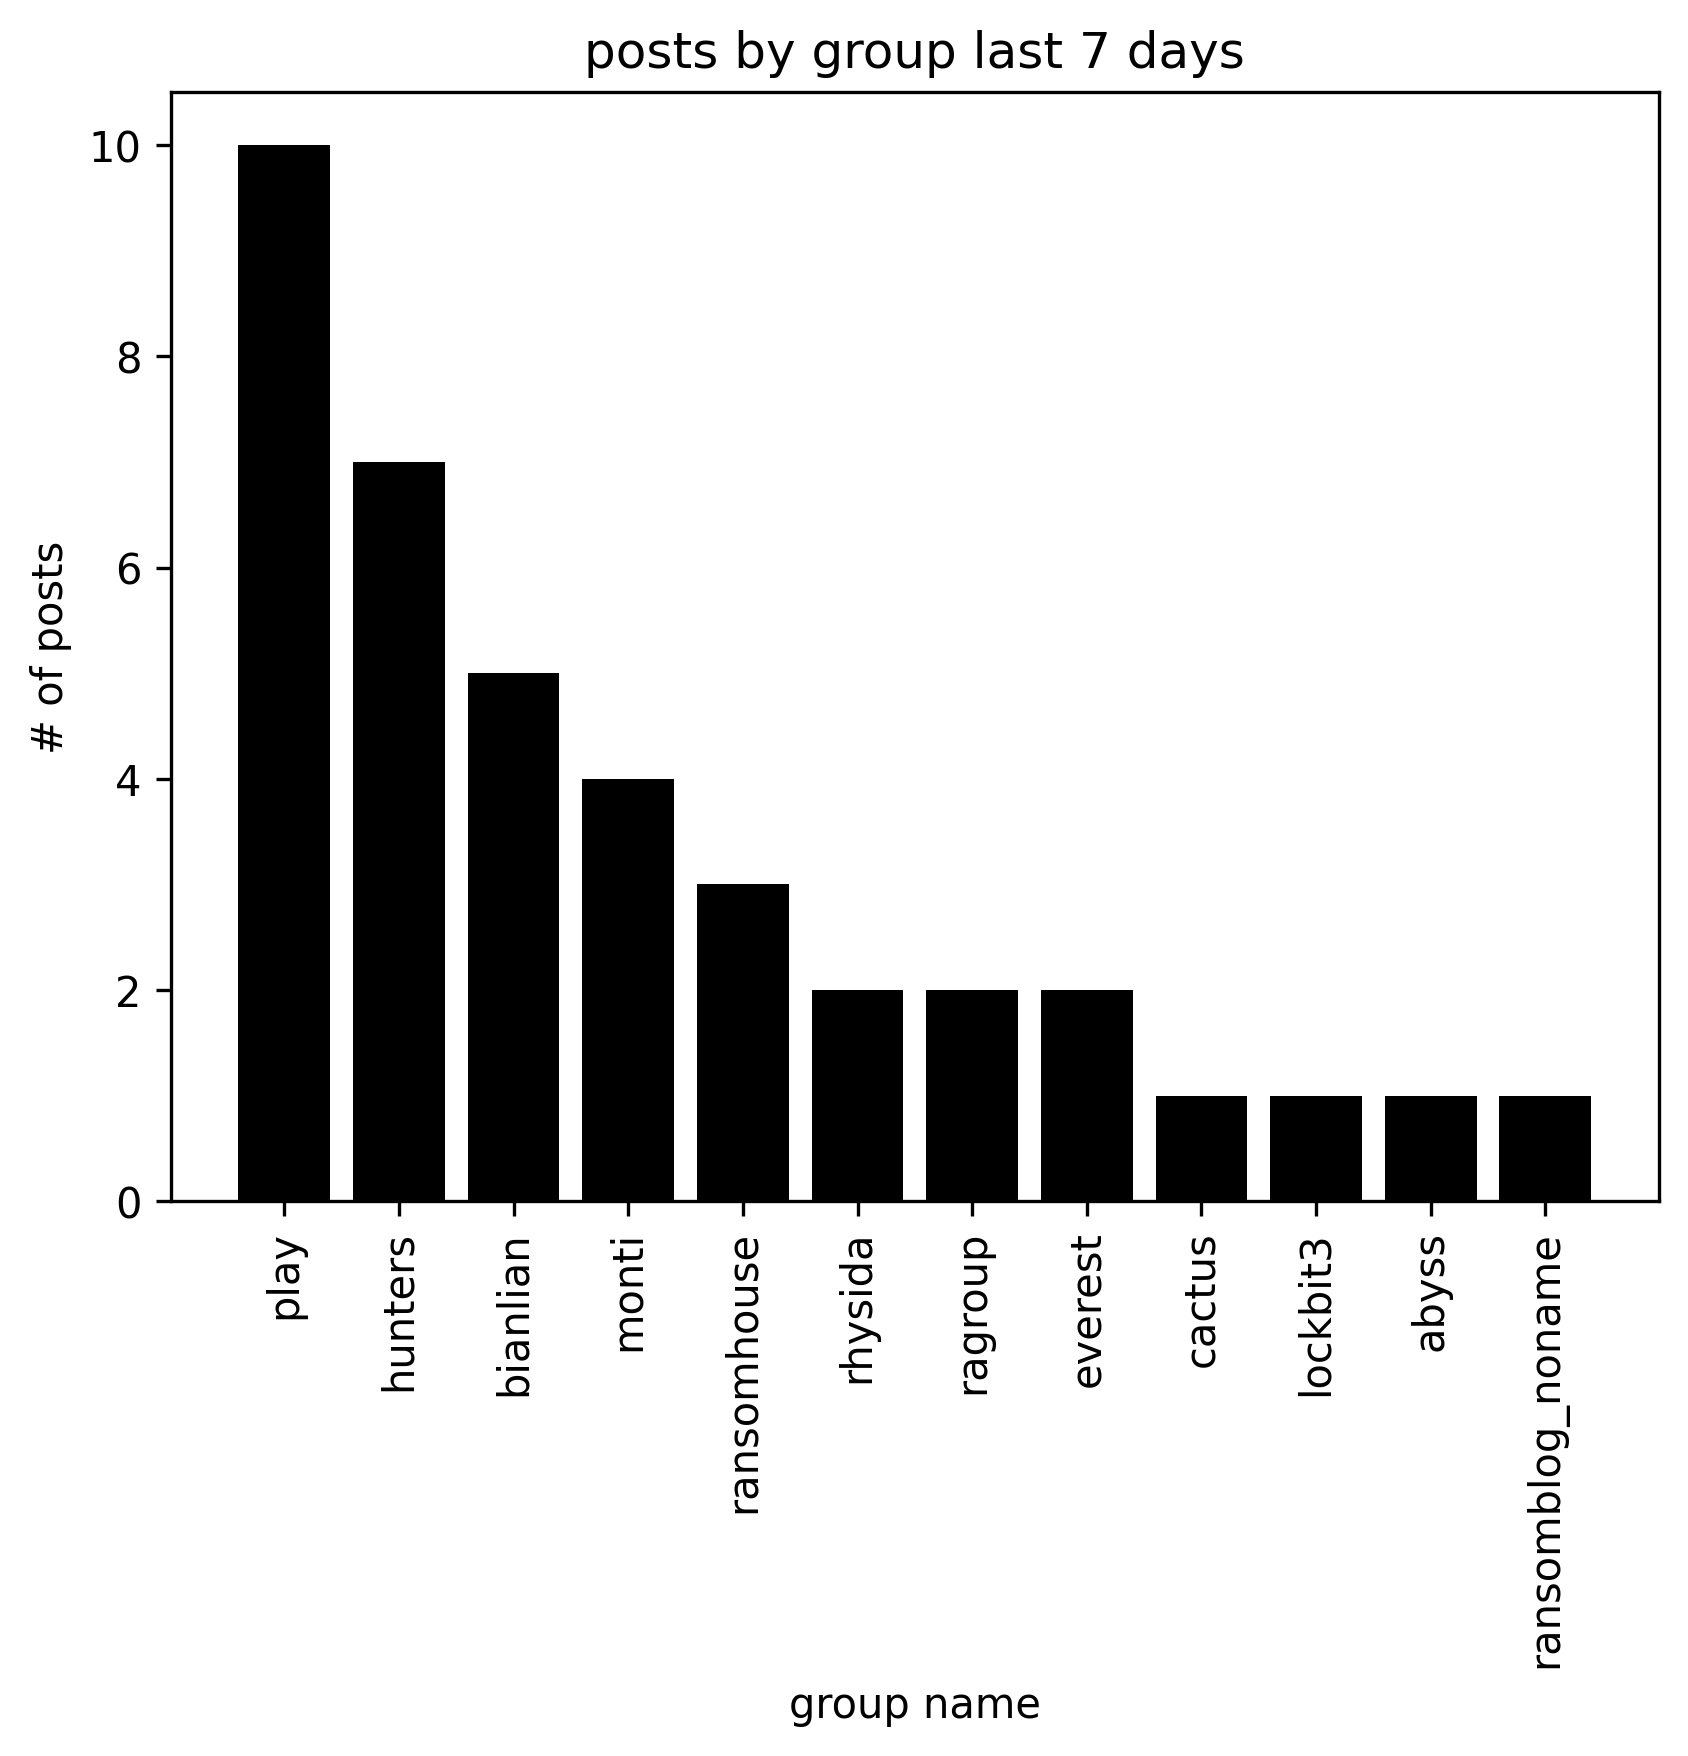 posts by group last 7 days
10
8
6
4
2
0
# of posts
play
hunters
bianlian
monti
ransomhouse
rhysida
ragroup
everest
cactus
lockbit3
abyss
ransomblog_noname
group name